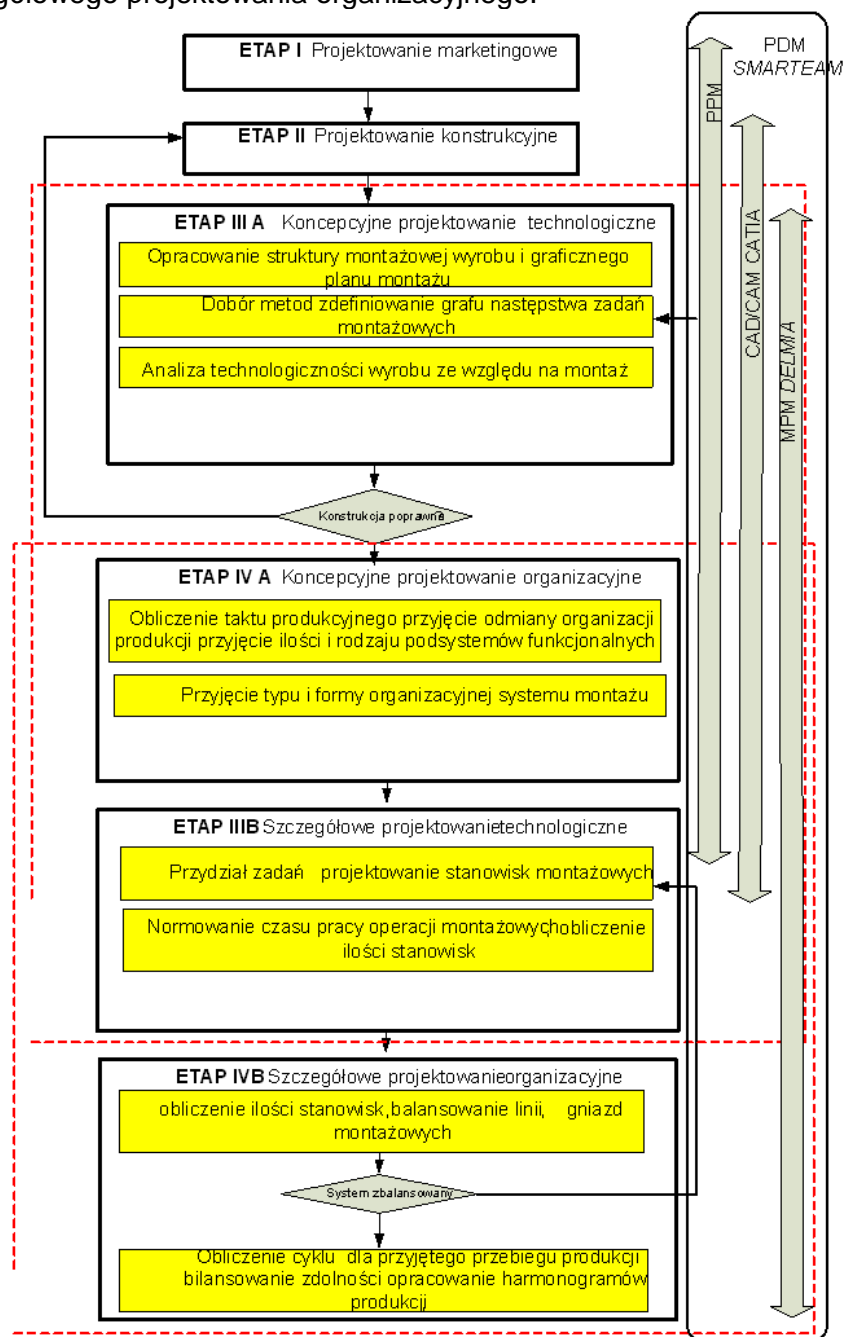 gółowego projektowania organizacyjnego.
ETAP I Projektowanie marketingowe
ETAP II Projektowanie konstrukcyjne
ETAP III A Koncepcyjne projektowanie technologiczne
Opracowanie struktury montażowej wyrobu i graficznego
planu montażu
Dobór metod zdefiniowanie grafu następstwa zadań
montażowych
Analiza technologiczności wyrobu ze względu na montaż
Konstrukcja poprawna?
ETAP IV A Koncepcyjne projektowanie organizacyjne
Obliczenie taktu produkcyjnego przyjęcie odmiany organizacji
produkcji przyjęcie ilości i rodzaju podsystemów funkcjonalnych
Przyjęcie typu i formy organizacyjnej systemu montażu
ETAP IIIB Szczegółowe projektowanietechnologiczne
Przydział zadań projektowanie stanowisk montażowych
Normowanie czasu pracy operacji montażowych,obliczenie
ilości stanowisk
ETAP IVB Szczegółowe projektowanieorganizacyjne
obliczenie ilości stanowisk,balansowanie linii, gniazd
montażowych
System zbalansowany
Obliczenie cyklu dla przyjętego przebiegu produkcji
bilansowanie zdolności opracowanie harmonogramów
produkcji
PDM
SMARTEAM
PPM
CAD/CAM CATIA
MPM DELMIA